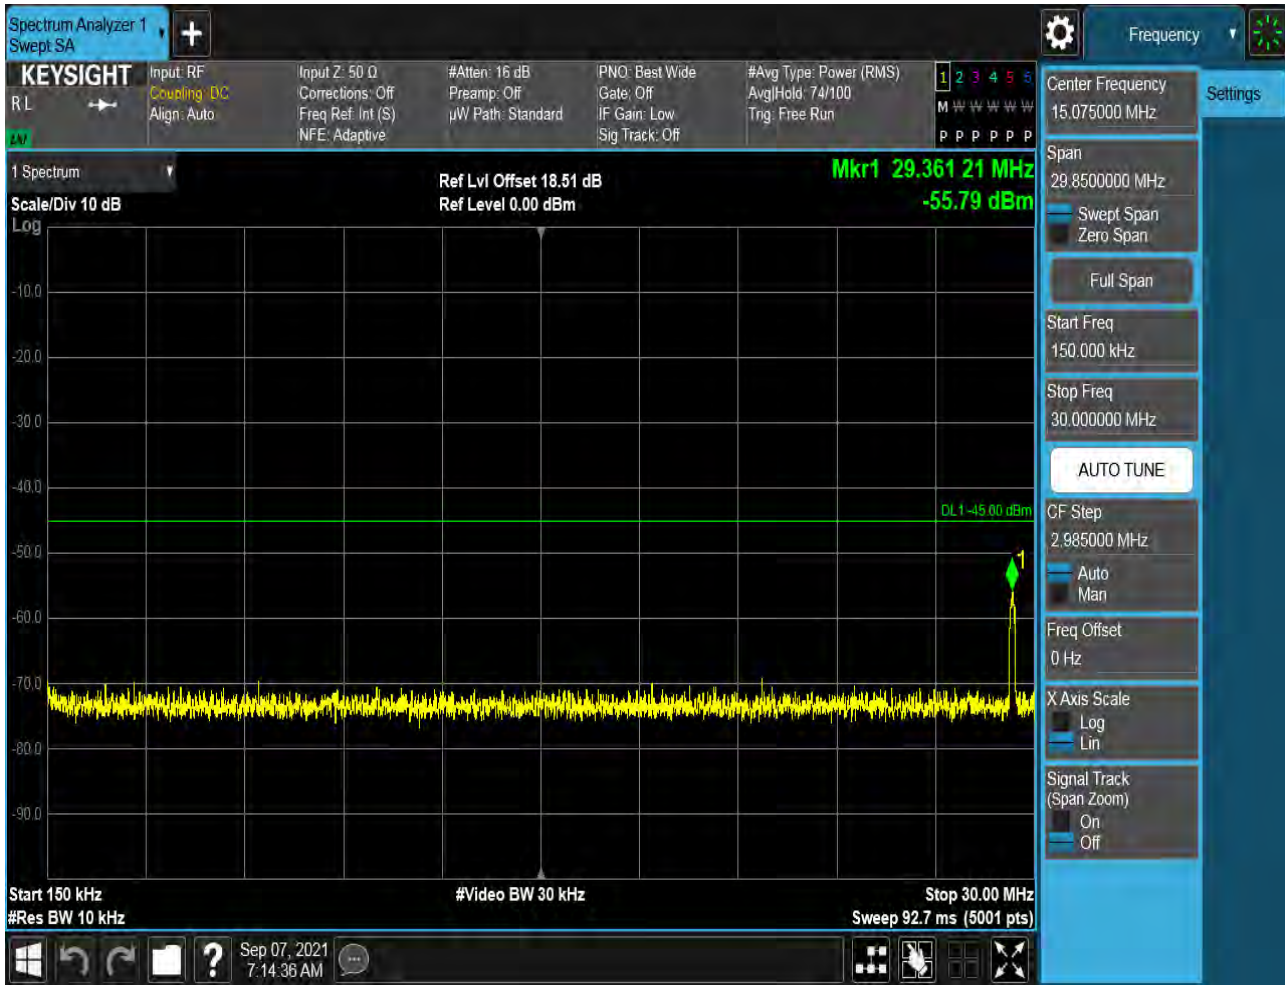 Spectrum Analyzer 1
Swept SA
Frequency
KEYSIGHT
R L
LNI
Input: RF
Coupling: DC
Align: Auto
Input Z: 50 Ω
Corrections: Off
Freq Ref: Int (S)
NFE: Adaptive
#Atten: 16 dB
Preamp: Off
µW Path: Standard
PNO: Best Wide
Gate: Off
IF Gain: Low
Sig Track: Off
#Avg Type: Power (RMS)
Avg|Hold: 74/100
Trig: Free Run
1 2 3 4 5 6
M W W W W W
P P P P P P
1 Spectrum
Scale/Div 10 dB
Log
Ref Lvl Offset 18.51 dB
Ref Level 0.00 dBm
Mkr1 29.361 21 MHz
-55.79 dBm
-10.0
-20.0
-30.0
-40.0
DL1 -45.00 dBm
-50.0
1
-60.0
-70.0
-80.0
-90.0
Start 150 kHz
#Res BW 10 kHz
#Video BW 30 kHz
Stop 30.00 MHz
Sweep 92.7 ms (5001 pts)
Center Frequency
15.075000 MHz
Settings
Span
29.8500000 MHz
Swept Span
Zero Span
Full Span
Start Freq
150.000 kHz
Stop Freq
30.000000 MHz
AUTO TUNE
CF Step
2.985000 MHz
Auto
Man
Freq Offset
0 Hz
X Axis Scale
Log
Lin
Signal Track
(Span Zoom)
On
Off
?
Sep 07, 2021
7:14:36 AM